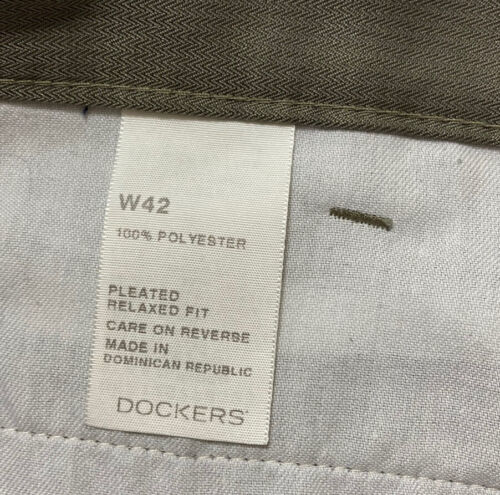 W42
100% POLYESTER
PLEATED
RELAXED FIT
CARE ON REVERSE
MADE IN
DOMINICAN REPUBLIC
DOCKERS®